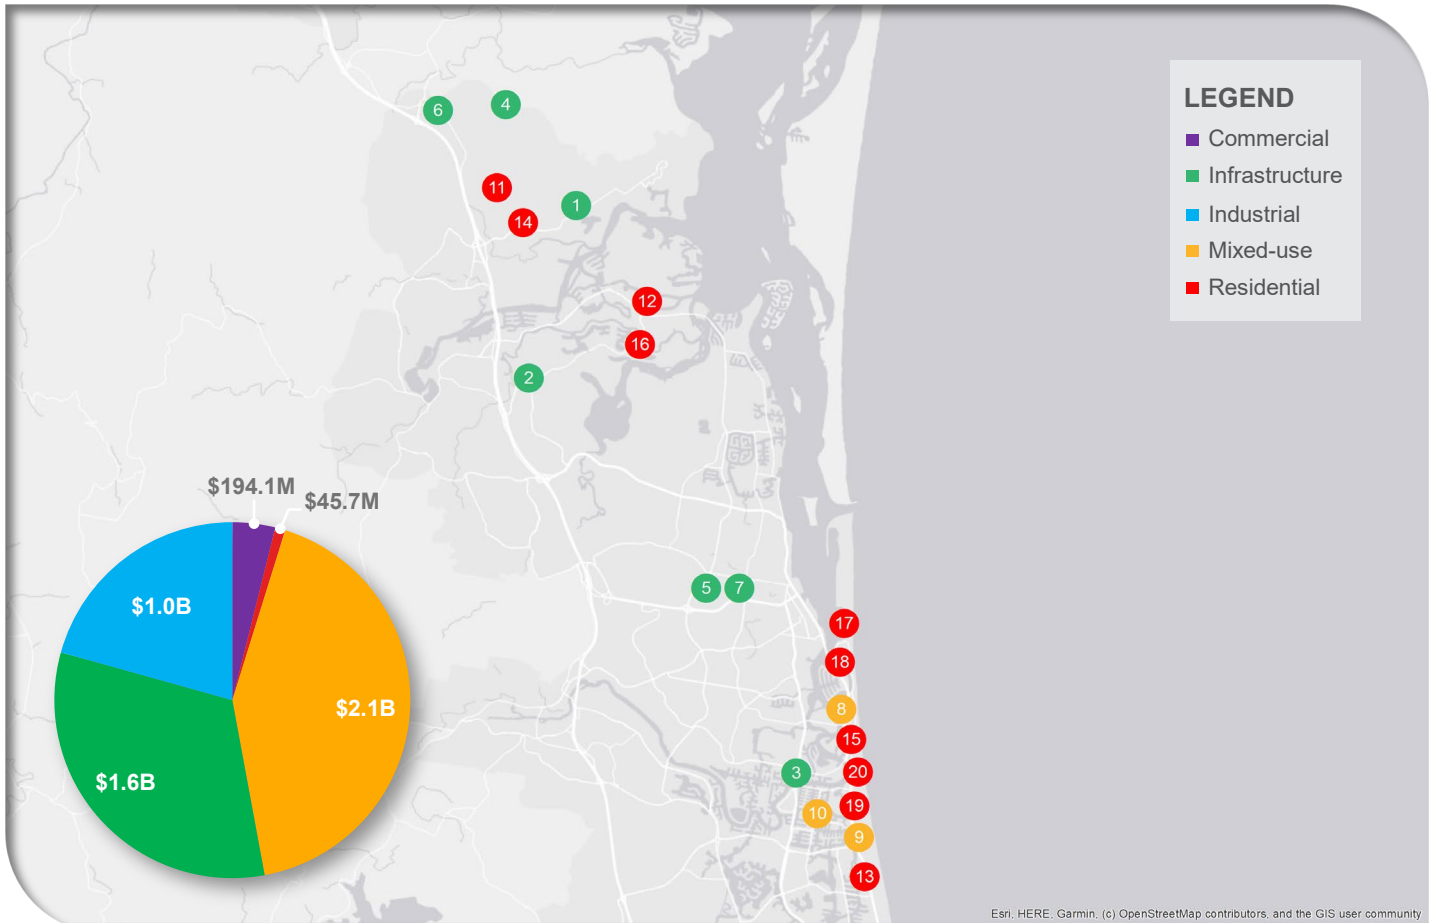 LEGEND
Commercial
Infrastructure
Industrial
Mixed-use
Residential
6
4
11
1
14
12
16
2
$194.1M
$45.7M
$1.0B
$2.1B
$1.6B
5
7
17
18
8
15
3
20
19
10
9
13
Esri, HERE, Garmin, (c) OpenStreetMap contributors, and the GIS user community